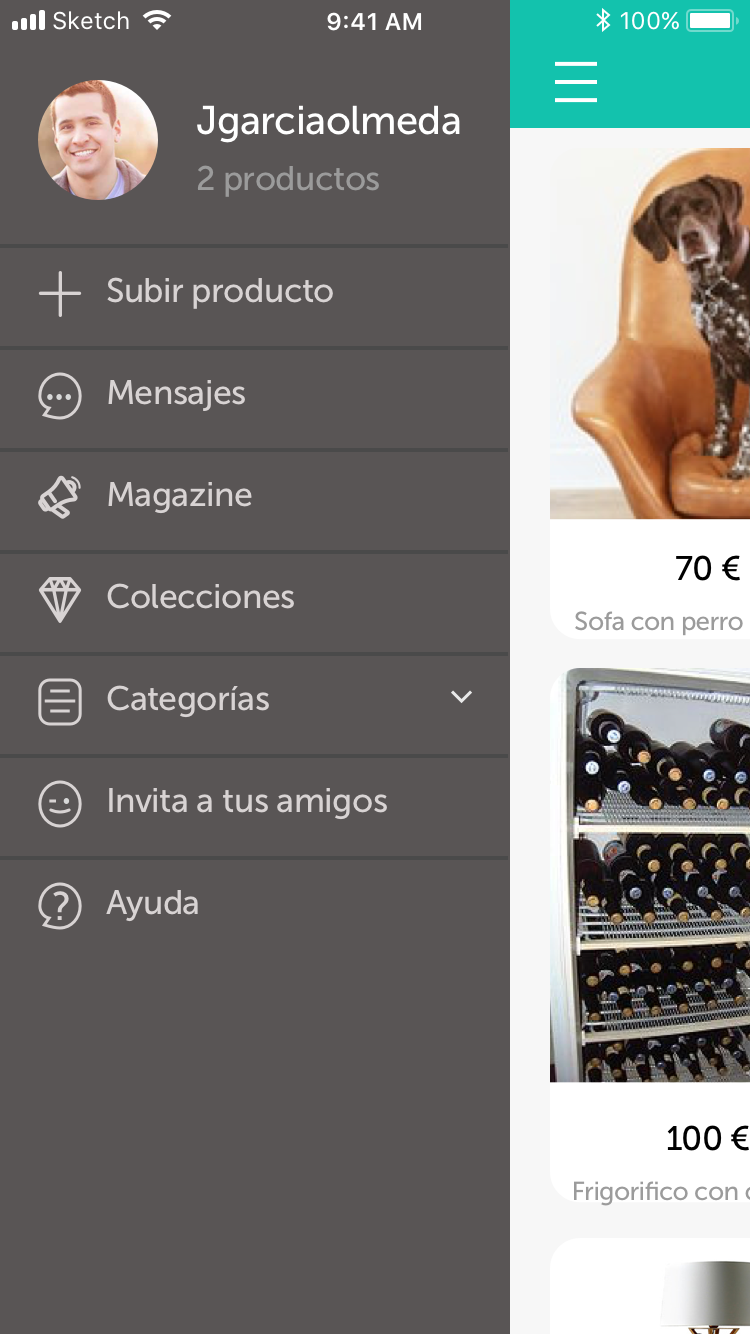 Sketch 9:41 AM 100%
Jgarciaolmeda
2 productos
Subir producto
Mensajes
Magazine
Colecciones
Categorías
Invita a tus amigos
Ayuda
70 €
Sofa con perro
100 €
Frigorifico con